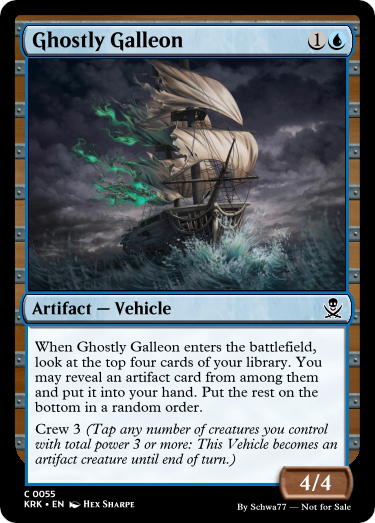 Ghostly Galleon 1
Artifact — Vehicle
When Ghostly Galleon enters the battlefield,
look at the top four cards of your library. You
may reveal an artifact card from among them
and put it into your hand. Put the rest on the
bottom in a random order.
Crew 3 (Tap any number of creatures you control
with total power 3 or more: This Vehicle becomes an
artifact creature until end of turn.)
4/4
C 0055
KRK • EN Hex Sharpe
By Schwa77 — Not for Sale